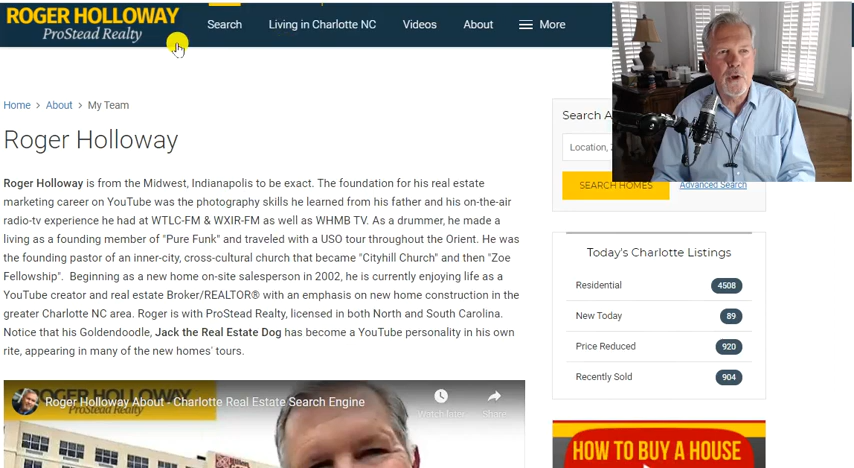 ROGER HOLLOWAY
ProStead Realty
Search
Living in Charlotte NC
Videos
About
More
Home > About > My Team
Roger Holloway
Roger Holloway is from the Midwest, Indianapolis to be exact. The foundation for his real estate
marketing career on YouTube was the photography skills he learned from his father and his on-the-air
radio-tv experience he had at WTLC-FM & WXIR-FM as well as WHMB TV. As a drummer, he made a
living as a founding member of "Pure Funk" and traveled with a USO tour throughout the Orient. He was
the founding pastor of an inner-city, cross-cultural church that became "Cityhill Church" and then "Zoe
Fellowship".  Beginning as a new home on-site salesperson in 2002, he is currently enjoying life as a
YouTube creator and real estate Broker/REALTOR® with an emphasis on new home construction in the
greater Charlotte NC area. Roger is with ProStead Realty, licensed in both North and South Carolina.
Notice that his Goldendoodle, Jack the Real Estate Dog has become a YouTube personality in his own
rite, appearing in many of the new homes' tours.
ROGER HOLLOWAY
ProStead Realty
Roger Holloway About - Charlotte Real Estate Search Engine
Watch later
Share
Search A
Location,
SEARCH HOMES
Advanced Search
Today's Charlotte Listings
Residential 4508
New Today 89
Price Reduced 920
Recently Sold 904
HOW TO BUY A HOUSE